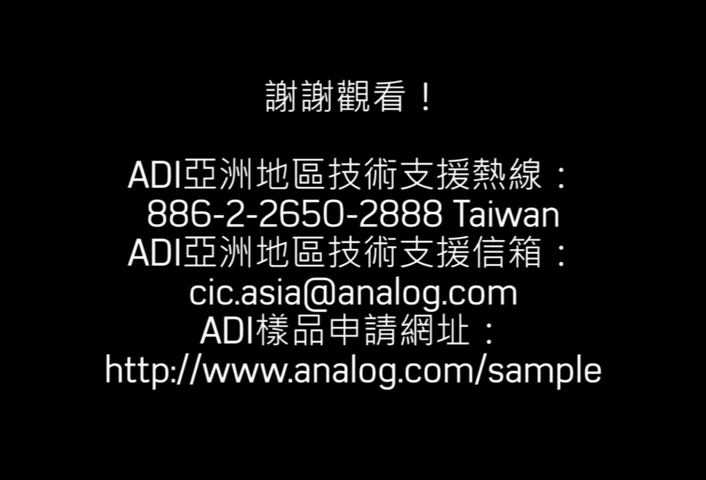 謝謝觀看！
ADI亞洲地區技術支援熱線：
886-2-2650-2888 Taiwan
ADI亞洲地區技術支援信箱：
cic.asia@analog.com
ADI樣品申請網址：
http://www.analog.com/sample